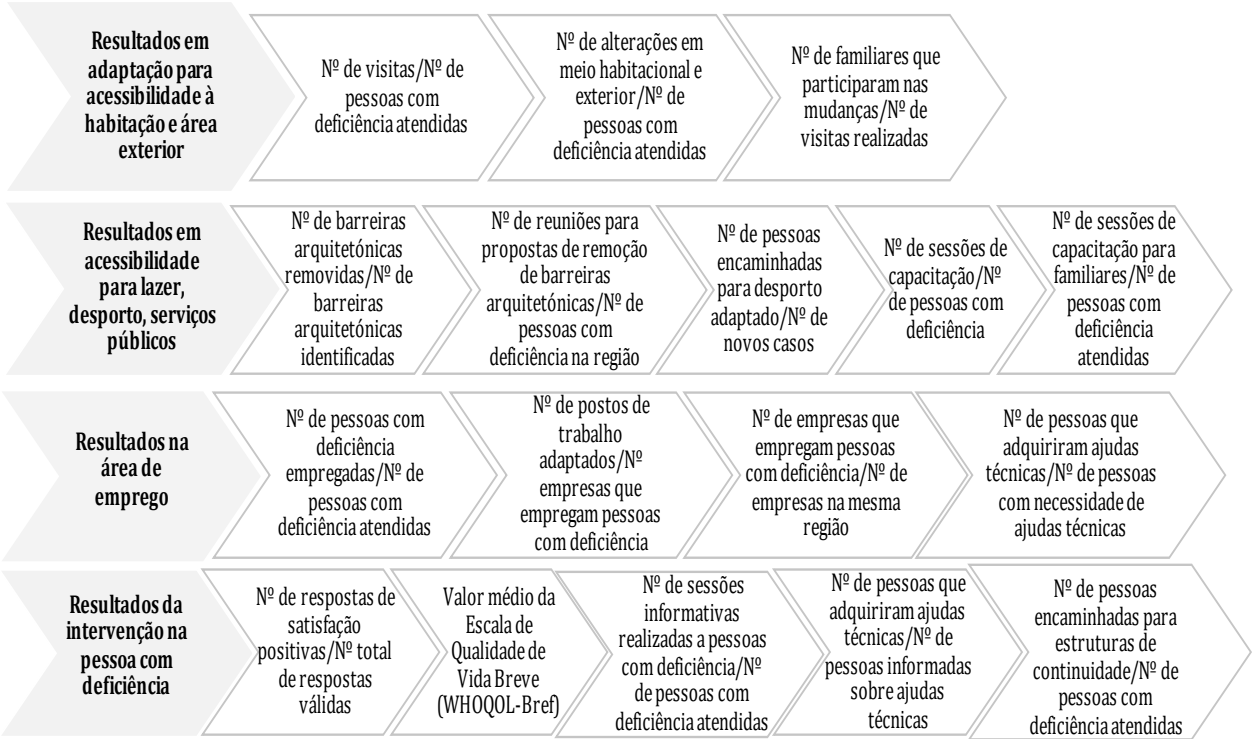 Resultados em
adaptação para
acessibilidade à
habitação e área
exterior
Nº de visitas/Nº de
pessoas com
deficiência atendidas
Nº de alterações em
meio habitacional e
exterior/Nº de
pessoas com
deficiência atendidas
Nº de familiares que
participaram nas
mudanças/Nº de
visitas realizadas
Resultados em
acessibilidade
para lazer,
desporto, serviços
públicos
Nº de barreiras
arquitetónicas
removidas/Nº de
barreiras
arquitetónicas
identificadas
Nº de reuniões para
propostas de remoção
de barreiras
arquitetónicas/Nº de
pessoas com
deficiência na região
Nº de pessoas
encaminhadas
para desporto
adaptado/Nº de
novos casos
Nº de sessões de
capacitação/Nº
de pessoas com
deficiência
Nº de sessões de
capacitação para
familiares/Nº de
pessoas com
deficiência
atendidas
Resultados na
área de
emprego
Nº de pessoas com
deficiência
empregadas/Nº de
pessoas com
deficiência atendidas
Nº de postos de
trabalho
adaptados/Nº
empresas que
empregam pessoas
com deficiência
Nº de empresas que
empregam pessoas
com deficiência/Nº de
empresas na mesma
região
Nº de pessoas que
adquiriram ajudas
técnicas/Nº de pessoas
com necessidade de
ajudas técnicas
Resultados da
intervenção na
pessoa com
deficiência
Nº de respostas de
satisfação
positivas/Nº total
de respostas
válidas
Valor médio da
Escala de
Qualidade de
Vida Breve
(WHOQOL-Bref)
Nº de sessões
informativas
realizadas a pessoas
com deficiência/Nº
de pessoas com
deficiência atendidas
Nº de pessoas que
adquiriram ajudas
técnicas/Nº de
pessoas informadas
sobre ajudas
técnicas
Nº de pessoas
encaminhadas para
estruturas de
continuidade/Nº de
pessoas com
deficiência atendidas